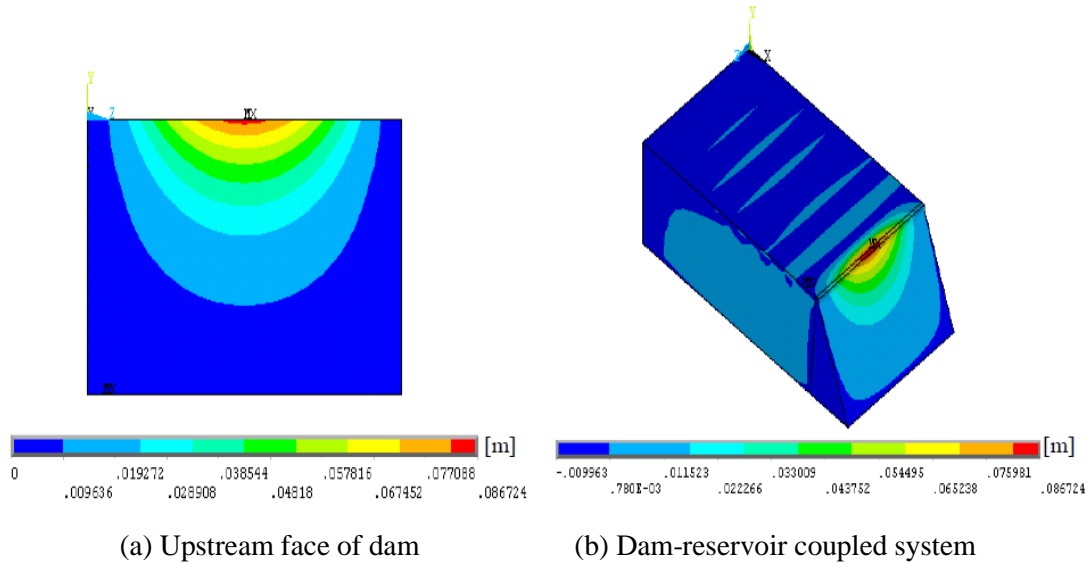 Y
X Z
MX
MN
[m]
0 .019272 .038544 .057816 .077088
.009636 .028908 .04818 .067452 .086724
(a) Upstream face of dam
Y
Z X
MX
MN
[m]
-.009963 .011523 .033009 .054495 .075981
.780E-03 .022266 .043752 .065238 .086724
(b) Dam-reservoir coupled system